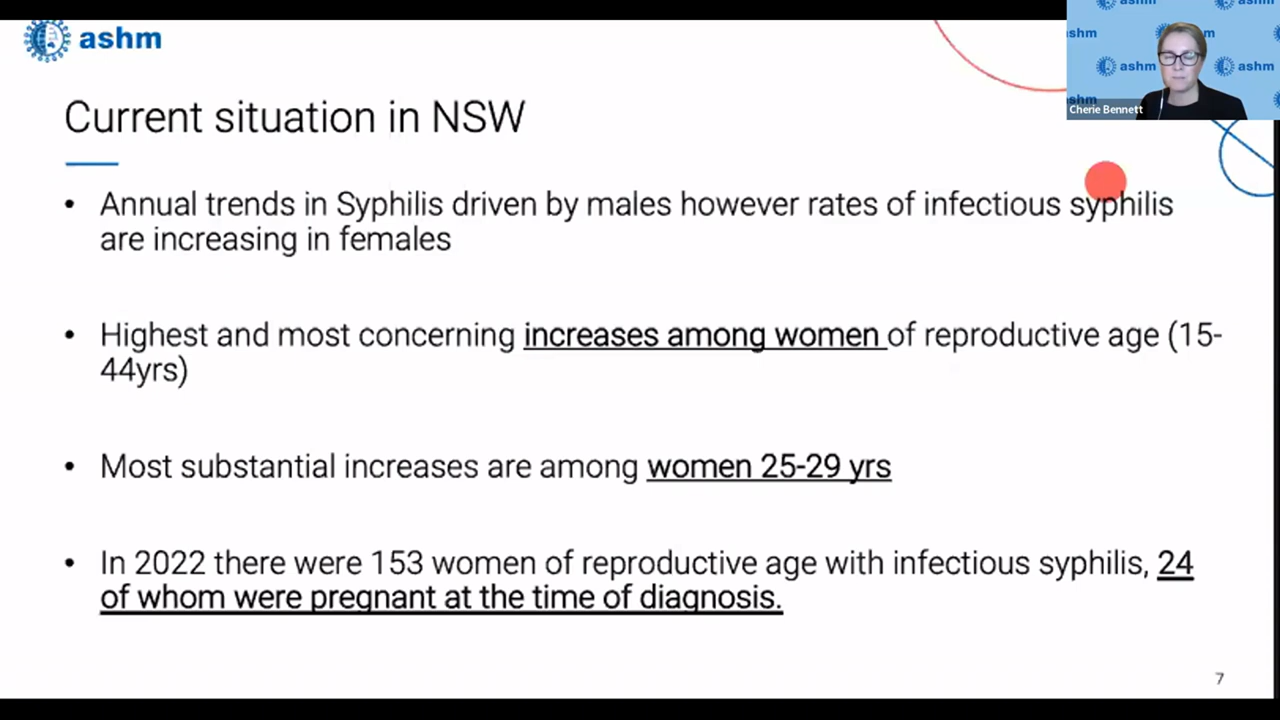 ashm
Current situation in NSW
• Annual trends in Syphilis driven by males however rates of infectious syphilis
are increasing in females
• Highest and most concerning increases among women of reproductive age (15-
44yrs)
• Most substantial increases are among women 25-29 yrs
• In 2022 there were 153 women of reproductive age with infectious syphilis, 24
of whom were pregnant at the time of diagnosis.
7
ashm
ashm
ashm
m
ashm
ashm
ashm
Cherie Bennett